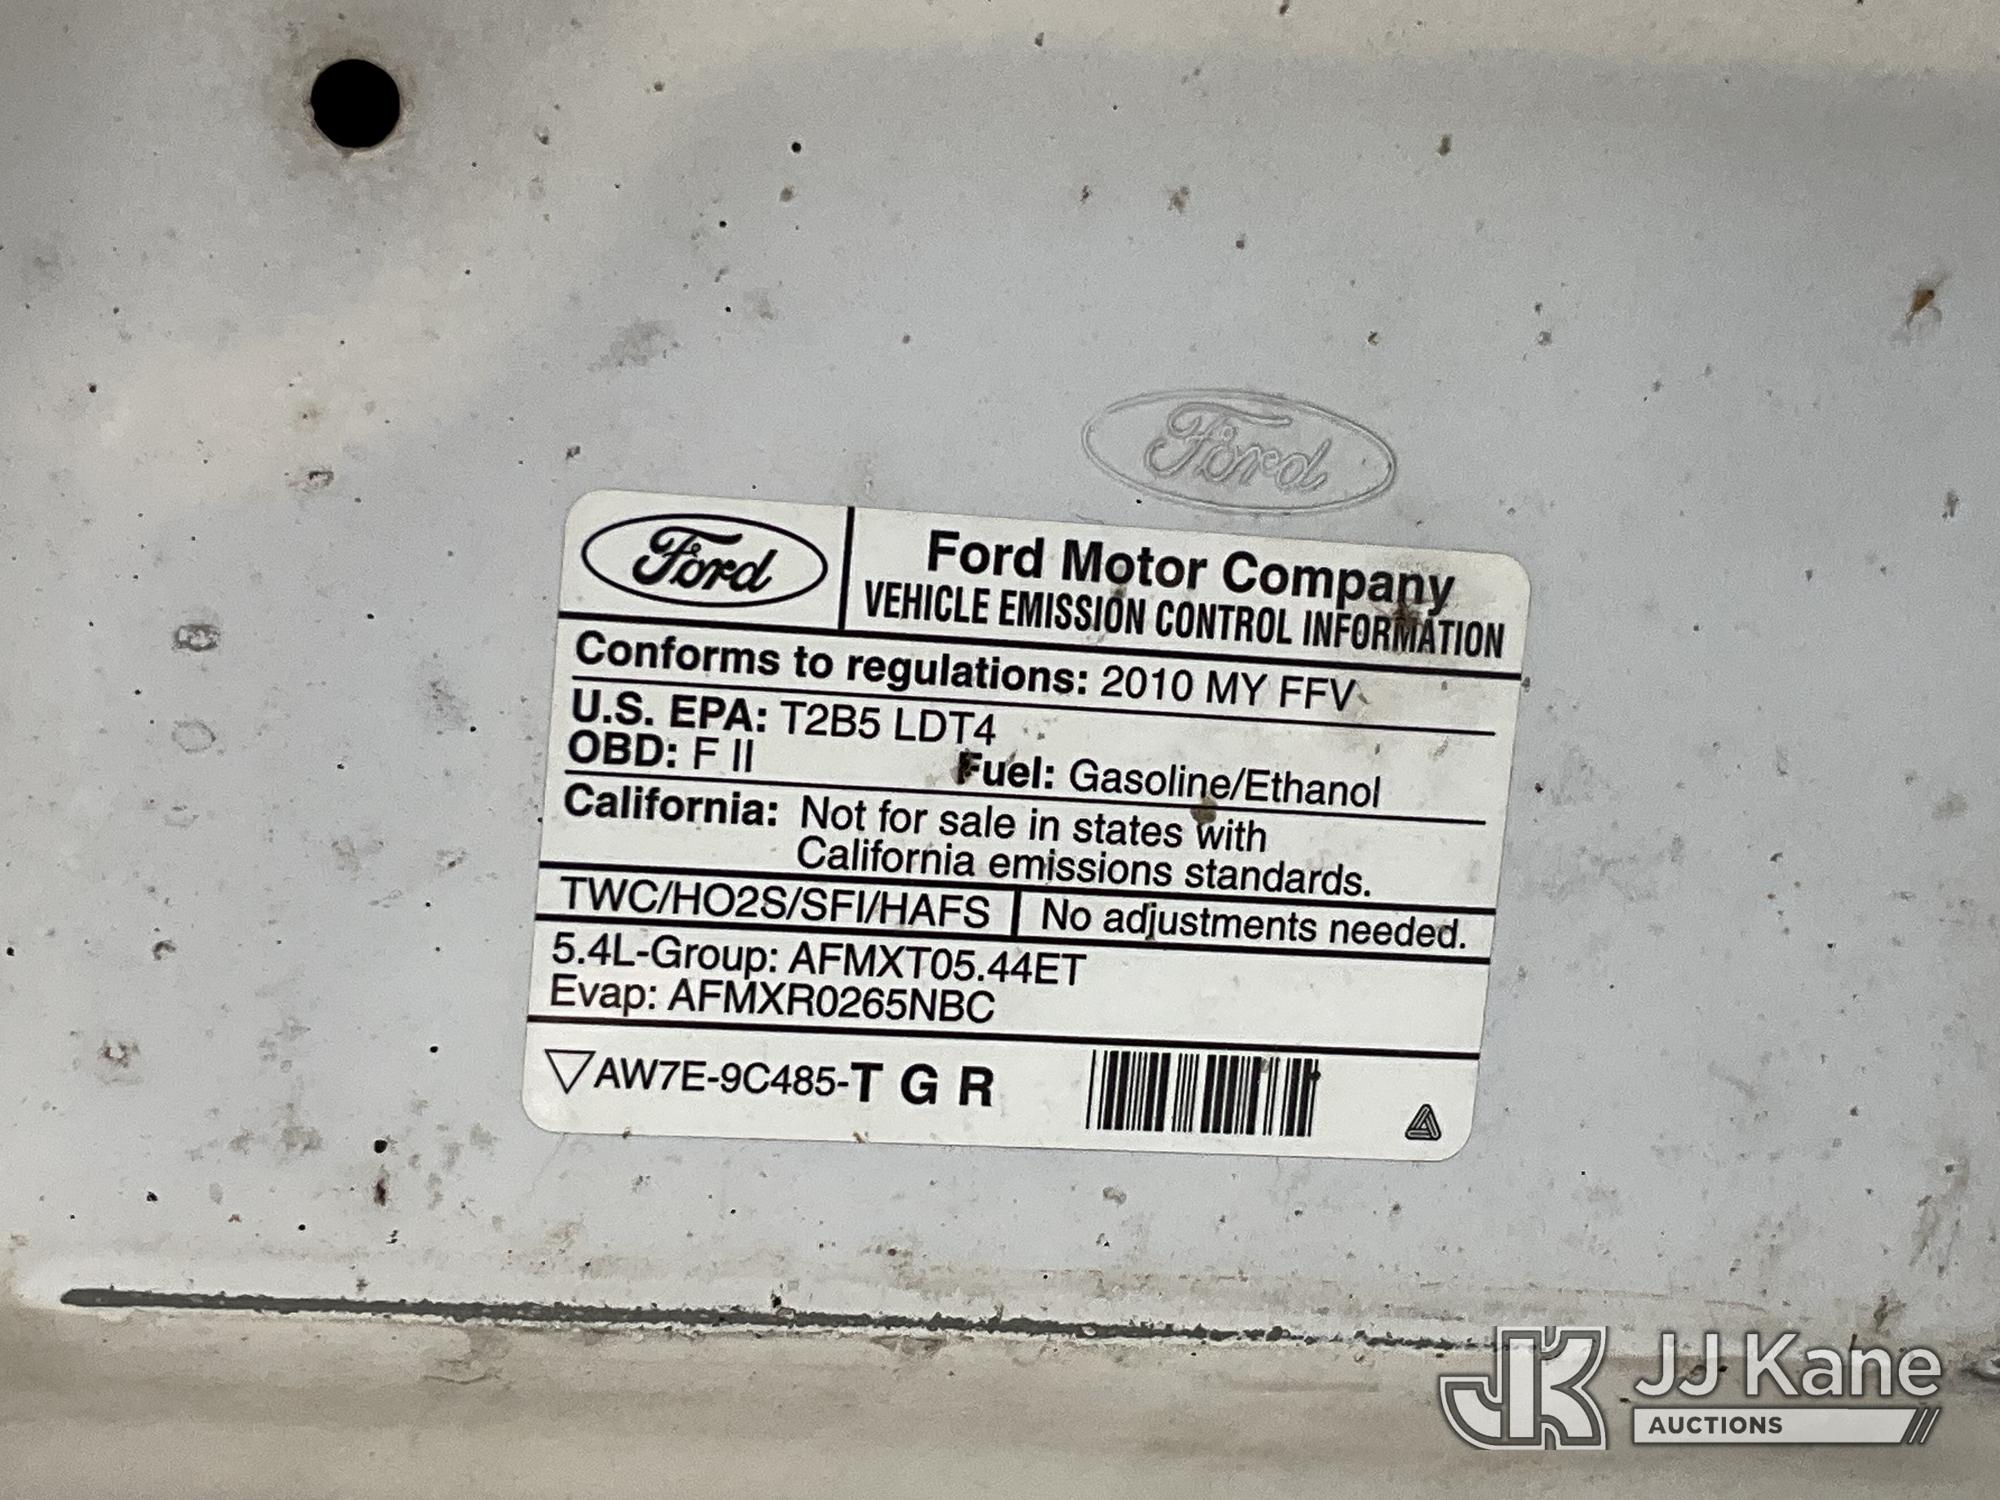 Ford
Ford
Ford Motor Company
VEHICLE EMISSION CONTROL INFORMATION
Conforms to regulations: 2010 MY FFV
U.S. EPA: T2B5 LDT4
OBD: F II Fuel: Gasoline/Ethanol
California: Not for sale in states with
California emissions standards.
TWC/HO2S/SFI/HAFS No adjustments needed.
5.4L-Group: AFMXT05.44ET
Evap: AFMXR0265NBC
AW7E-9C485-T G R
JK JJ Kane
AUCTIONS